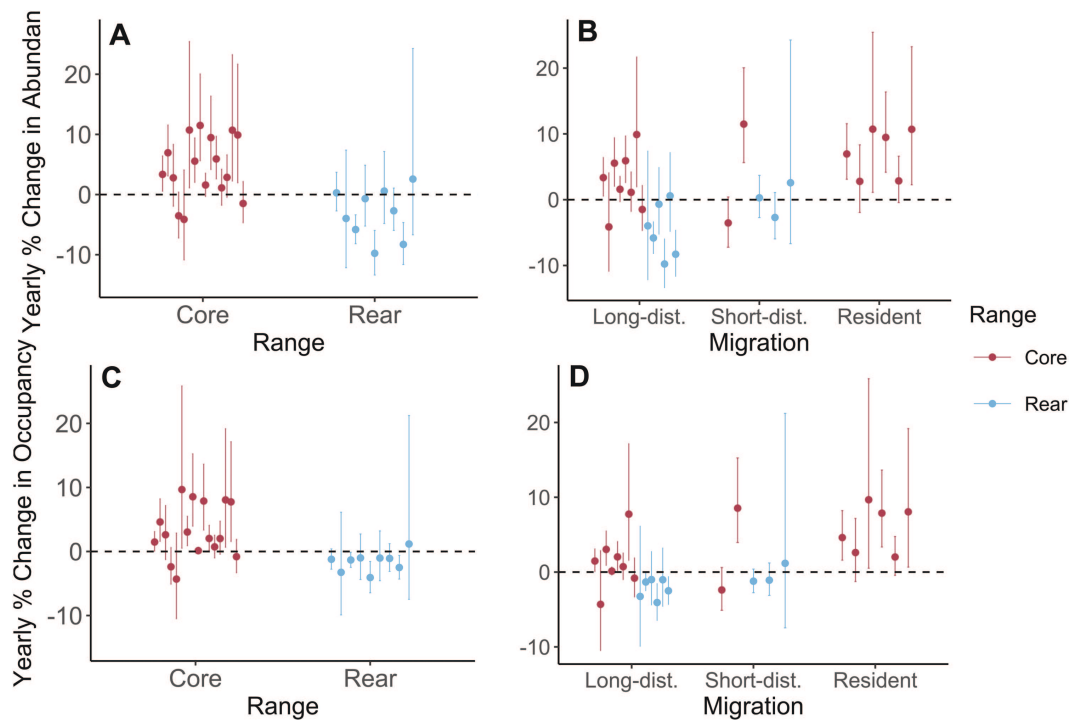 Yearly % Change in Occupancy Yearly % Change in Abundan
A
20
10
0
-10
Core
Rear
Range
B
20
10
0
-10
Long-dist.
Short-dist.
Resident
Migration
Range
Core
Rear
C
20
10
0
-10
Core
Rear
Range
D
20
10
0
-10
Long-dist.
Short-dist.
Resident
Migration